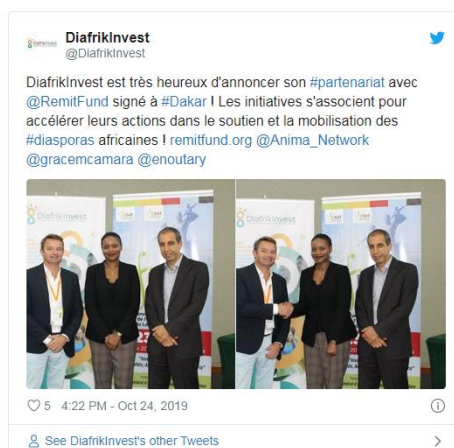 DiafrikInvest
@DiafrikInvest
DiafrikInvest est très heureux d'annoncer son #partenariat avec
@RemitFund signé à #Dakar ! Les initiatives s'associent pour
accélérer leurs actions dans le soutien et la mobilisation des
#diasporas africaines ! remitfund.org @Anima_Network
@gracemcamara @enoutary
DiafrikInvest
DiafrikInvest
5 4:22 PM - Oct 24, 2019
See DiafrikInvest's other Tweets